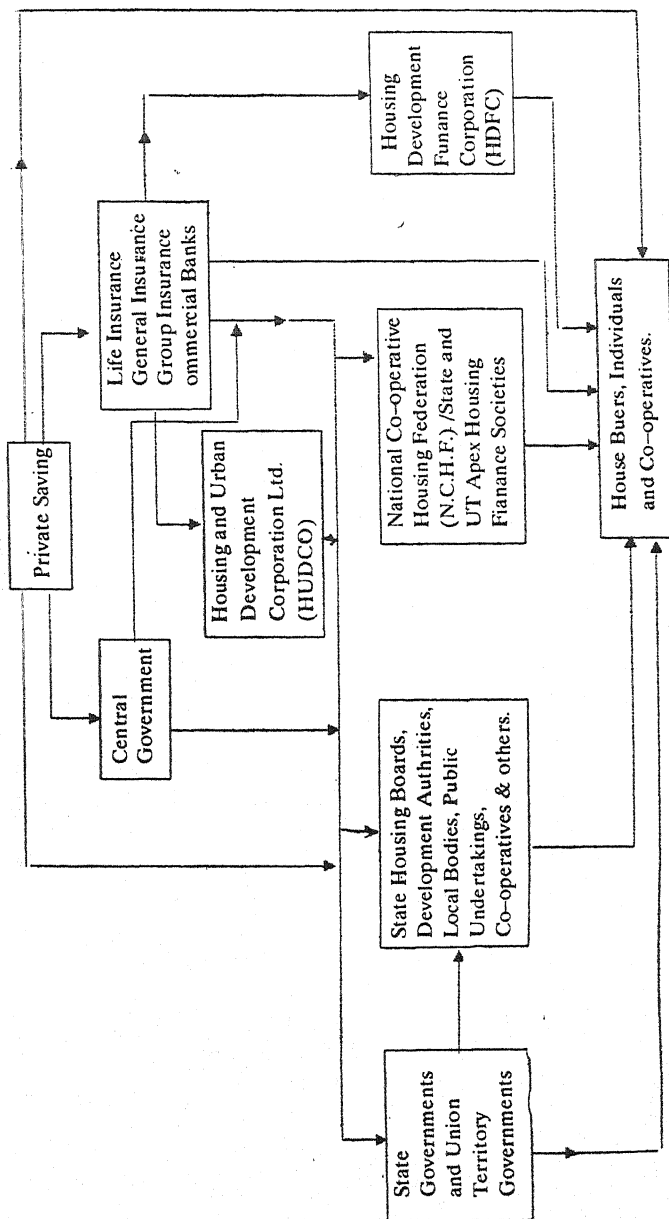 Private Saving
Central
Government
Life Insurance
General Insurance
Group Insurance
ommercial Banks
Housing and Urban
Development
Corporation Ltd.
(HUDCO)
Housing
Development
Funance
Corporation
(HDFC)
State
Governments
and Union
Territory
Governments
State Housing Boards,
Development Authrities,
Local Bodies, Public
Undertakings,
Co-operatives & others.
National Co-operative
Housing Federation
(N.C.H.F.) /State and
UT Apex Housing
Fianance Societies
House Buers, Individuals
and Co-operatives.